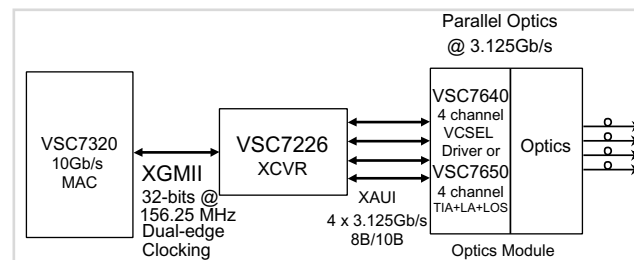 Parallel Optics
@ 3.125Gb/s
VSC7320
10Gb/s
MAC
XGMII
32-bits @
156.25 MHz
Dual-edge
Clocking
VSC7226
XCVR
XAUI
4 x 3.125Gb/s
8B/10B
VSC7640
4 channel
VCSEL
Driver or
VSC7650
4 channel
TIA+LA+LOS
Optics
Optics Module